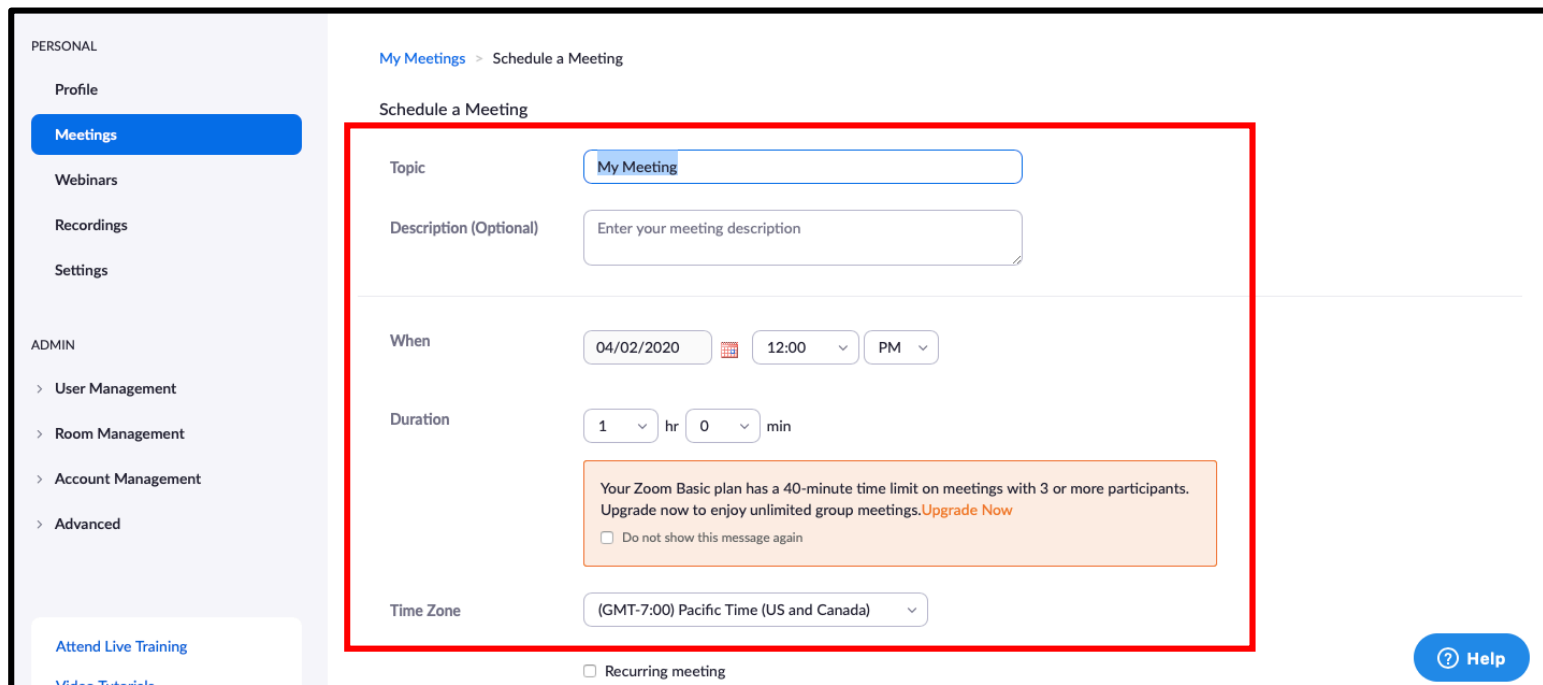 PERSONAL
Profile
Meetings
Webinars
Recordings
Settings
ADMIN
User Management
Room Management
Account Management
Advanced
Attend Live Training
Video Tutorials
My Meetings > Schedule a Meeting
Schedule a Meeting
Topic My Meeting
Description (Optional) Enter your meeting description
When 04/02/2020 12:00 PM
Duration 1 hr 0 min
Your Zoom Basic plan has a 40-minute time limit on meetings with 3 or more participants.
Upgrade now to enjoy unlimited group meetings.Upgrade Now
Do not show this message again
Time Zone (GMT-7:00) Pacific Time (US and Canada)
Recurring meeting
Help